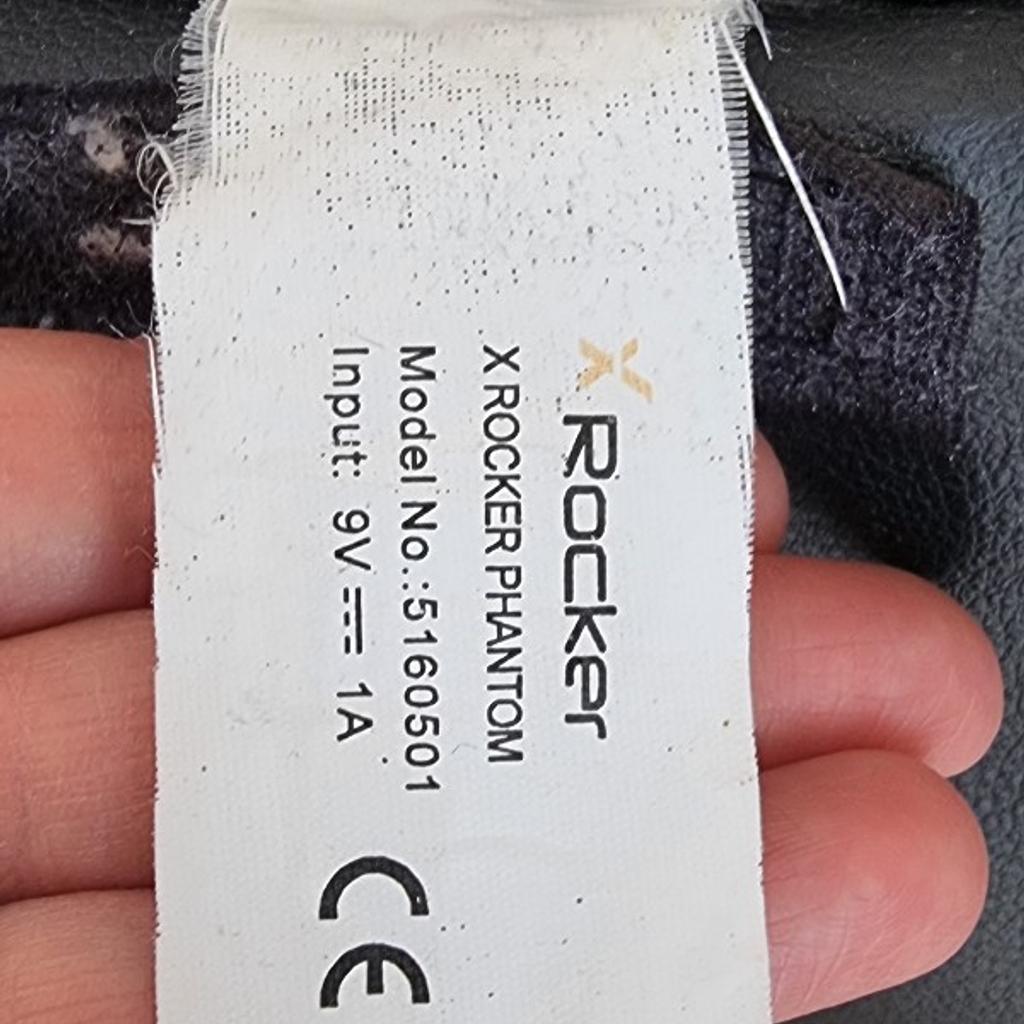 X Rocker
X ROCKER PHANTOM
Model No.:5160501
Input: 9V ⎓ 1A
CE